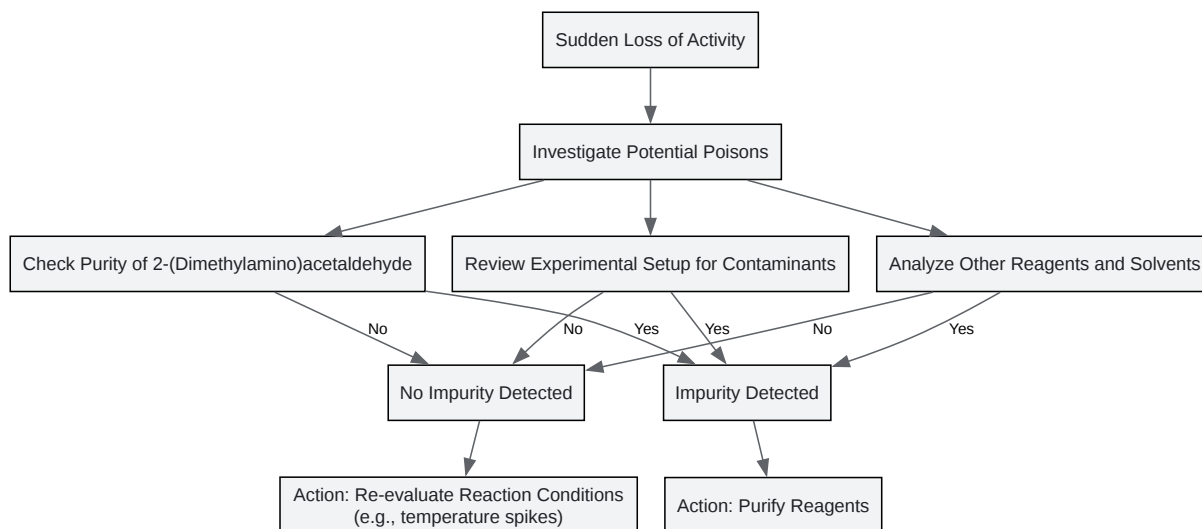 Sudden Loss of Activity
Investigate Potential Poisons
Check Purity of 2-(Dimethylamino)acetaldehyde
Review Experimental Setup for Contaminants
Analyze Other Reagents and Solvents
No
No
Yes
Yes
No
Yes
No Impurity Detected
Impurity Detected
Action: Re-evaluate Reaction Conditions
(e.g., temperature spikes)
Action: Purify Reagents